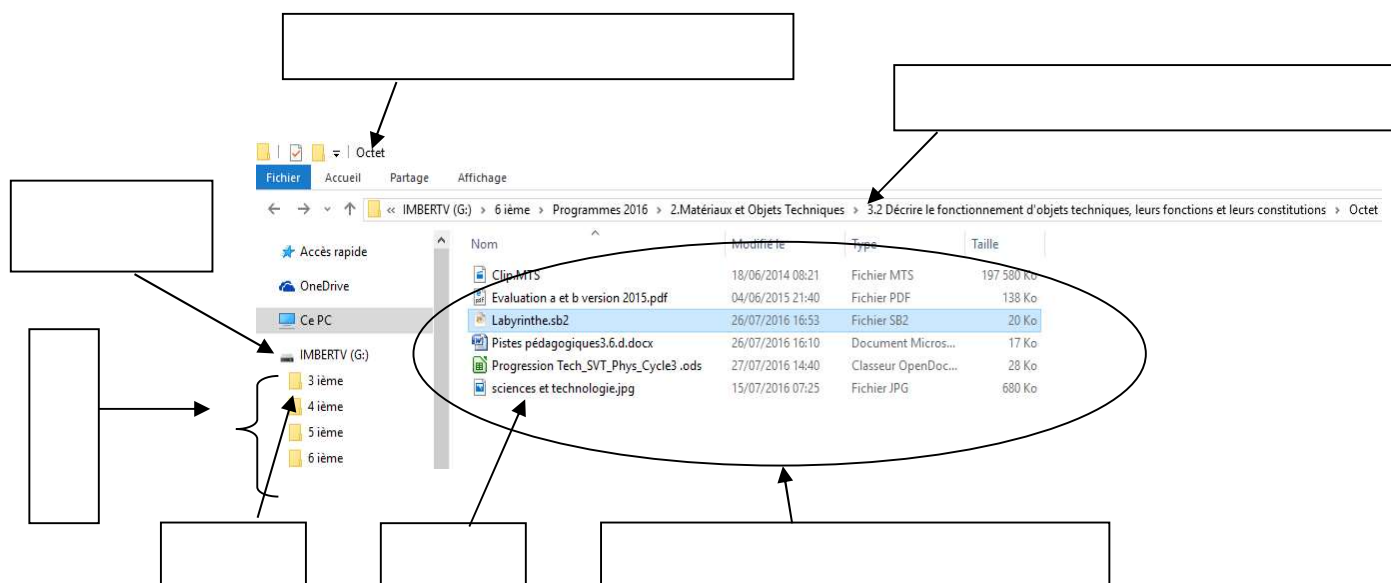 Octet
Fichier Accueil Partage Affichage
« IMBERTV (G:) > 6 ième > Programmes 2016 > 2.Matériaux et Objets Techniques > 3.2 Décrire le fonctionnement d'objets techniques, leurs fonctions et leurs constitutions > Octet
Accès rapide
OneDrive
Ce PC
IMBERTV (G:)
3 ième
4 ième
5 ième
6 ième
Nom Modifié le Type Taille
Clip.MTS 18/06/2014 08:21 Fichier MTS 197 580 Ko
Evaluation a et b version 2015.pdf 04/06/2015 21:40 Fichier PDF 138 Ko
Labyrinthe.sb2 26/07/2016 16:53 Fichier SB2 20 Ko
Pistes pédagogiques3.6.d.docx 26/07/2016 16:10 Document Micros... 17 Ko
Progression Tech_SVT_Phys_Cycle3 .ods 27/07/2016 14:40 Classeur OpenDoc... 28 Ko
sciences et technologie.jpg 15/07/2016 07:25 Fichier JPG 680 Ko